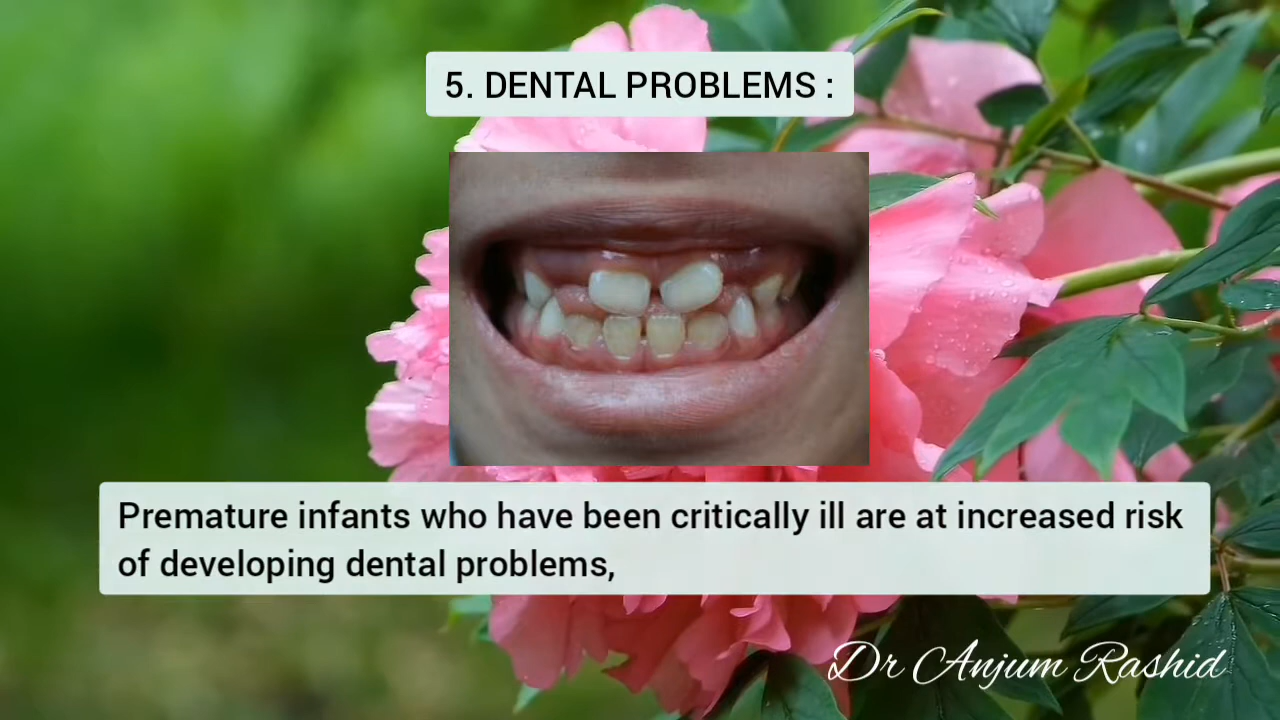 5. DENTAL PROBLEMS :
Premature infants who have been critically ill are at increased risk
of developing dental problems,
Dr Anjum Rashid